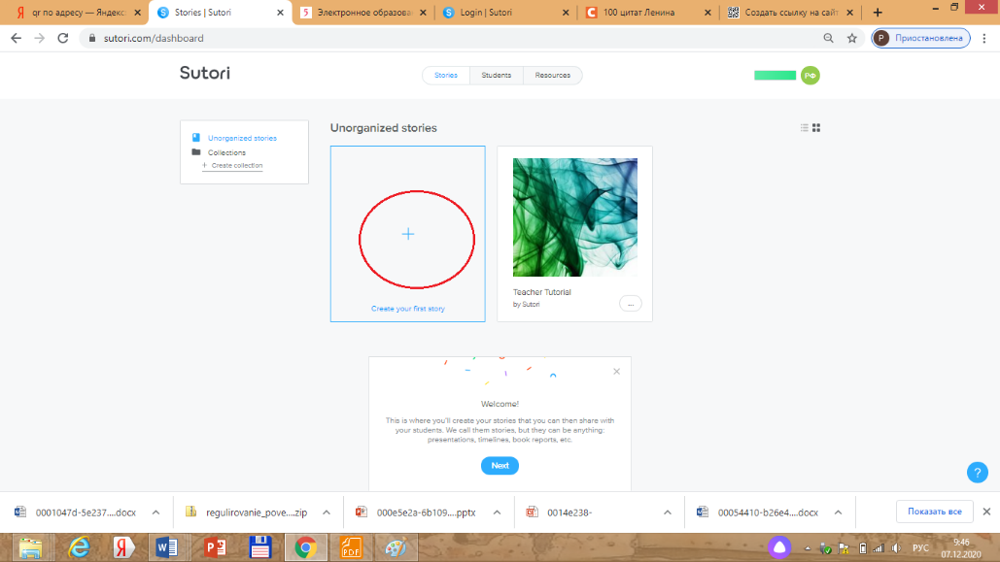 qr по адресу — Яндекс
Stories | Sutori
Электронное образован
Login | Sutori
100 цитат Ленина
Создать ссылку на сайт
sutori.com/dashboard
P Приостановлена
Sutori
Stories
Students
Resources
РФ
Unorganized stories
Collections
+ Create collection
Unorganized stories
Create your first story
Teacher Tutorial
by Sutori
...
Welcome!
This is where you'll create your stories that you can then share with
your students. We call them stories, but they can be anything:
presentations, timelines, book reports, etc.
Next
?
0001047d-5e237....docx
regulirovanie_pove....zip
000e5e2a-6b109....pptx
0014e238-
00054410-b26e4....docx
Показать все
РУС
9:46
07.12.2020